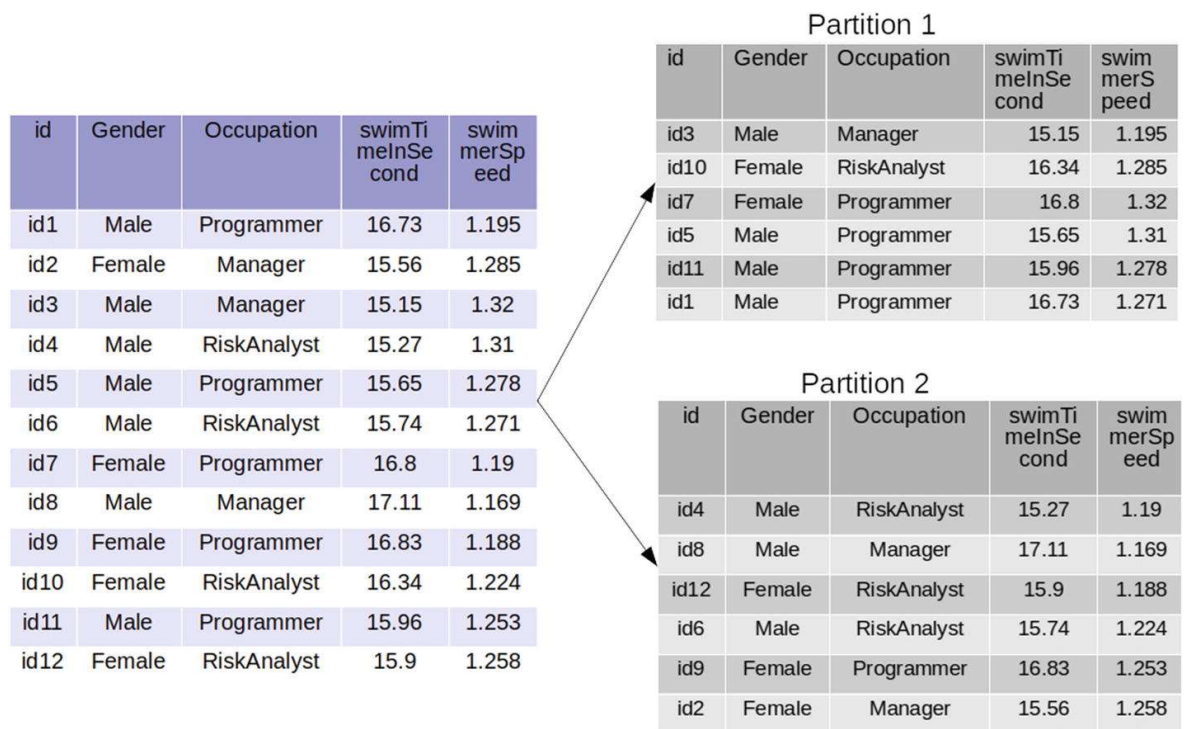 id Gender Occupation swimTi swim
meInSe merSp
cond eed
id1 Male Programmer 16.73 1.195
id2 Female Manager 15.56 1.285
id3 Male Manager 15.15 1.32
id4 Male RiskAnalyst 15.27 1.31
id5 Male Programmer 15.65 1.278
id6 Male RiskAnalyst 15.74 1.271
id7 Female Programmer 16.8 1.19
id8 Male Manager 17.11 1.169
id9 Female Programmer 16.83 1.188
id10 Female RiskAnalyst 16.34 1.224
id11 Male Programmer 15.96 1.253
id12 Female RiskAnalyst 15.9 1.258
Partition 1
id Gender Occupation swimTi swim
meInSe merS
cond peed
id3 Male Manager 15.15 1.195
id10 Female RiskAnalyst 16.34 1.285
id7 Female Programmer 16.8 1.32
id5 Male Programmer 15.65 1.31
id11 Male Programmer 15.96 1.278
id1 Male Programmer 16.73 1.271
Partition 2
id Gender Occupation swimTi swim
meInSe merSp
cond eed
id4 Male RiskAnalyst 15.27 1.19
id8 Male Manager 17.11 1.169
id12 Female RiskAnalyst 15.9 1.188
id6 Male RiskAnalyst 15.74 1.224
id9 Female Programmer 16.83 1.253
id2 Female Manager 15.56 1.258